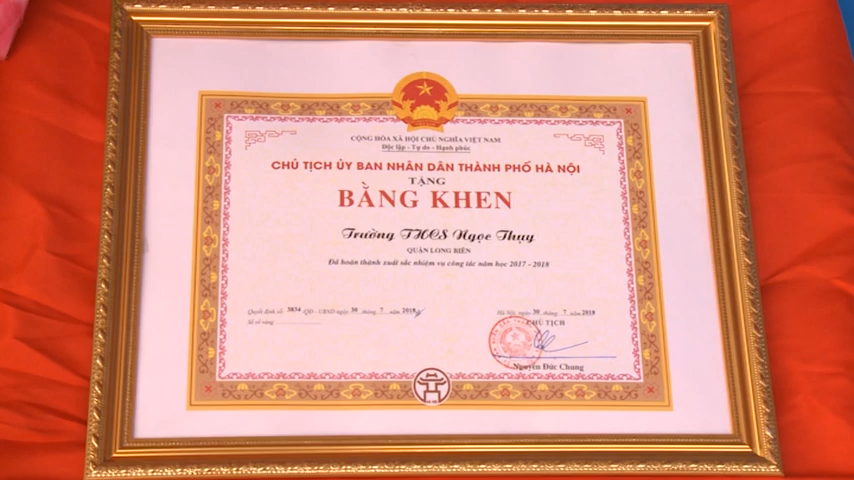 CỘNG HÒA XÃ HỘI CHỦ NGHĨA VIỆT NAM
Độc lập - Tự do - Hạnh phúc
CHỦ TỊCH ỦY BAN NHÂN DÂN THÀNH PHỐ HÀ NỘI
TẶNG
BẰNG KHEN
Trường THCS Ngọc Thụy
QUẬN LONG BIÊN
Đã hoàn thành xuất sắc nhiệm vụ công tác năm học 2017 - 2018
Quyết định số: 3834 /QĐ - UBND ngày 30 tháng 7 năm 2018
Số sổ vàng:
Hà Nội, ngày 30 tháng 7 năm 2018
CHỦ TỊCH
Nguyễn Đức Chung